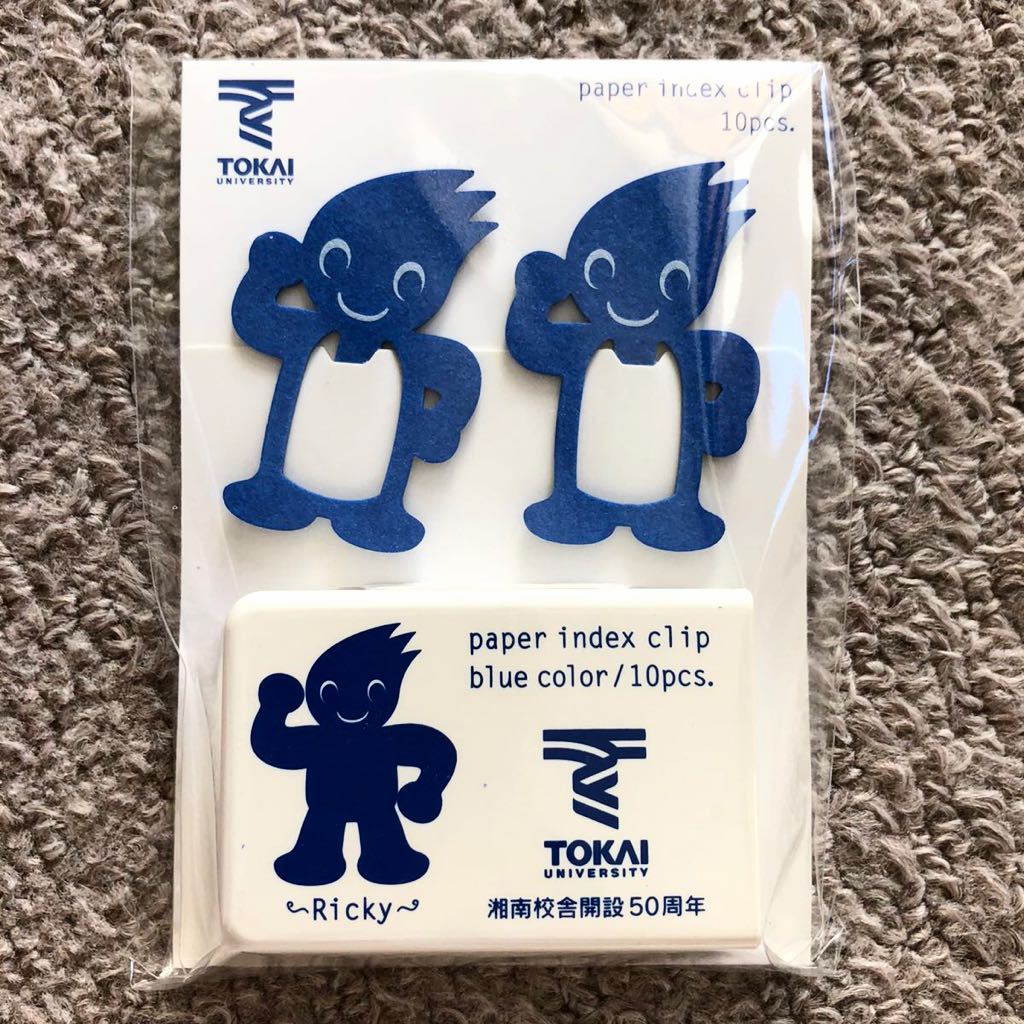 TOKAI
UNIVERSITY
paper index clip
10pcs.
paper index clip
blue color/10pcs.
TOKAI
UNIVERSITY
~Ricky~
湘南校舎開設50周年